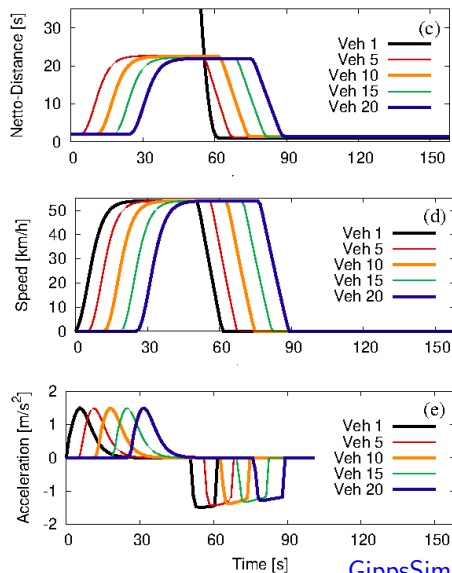 (c)
Netto-Distance [s]
30
20
10
0
Veh 1
Veh 5
Veh 10
Veh 15
Veh 20
0 30 60 90 120 150
(d)
Speed [km/h]
50
40
30
20
10
0
Veh 1
Veh 5
Veh 10
Veh 15
Veh 20
0 30 60 90 120 150
(e)
Acceleration [m/s²]
2
1
0
-1
-2
Veh 1
Veh 5
Veh 10
Veh 15
Veh 20
0 30 60 90 120 150
Time [s]
GippsSim